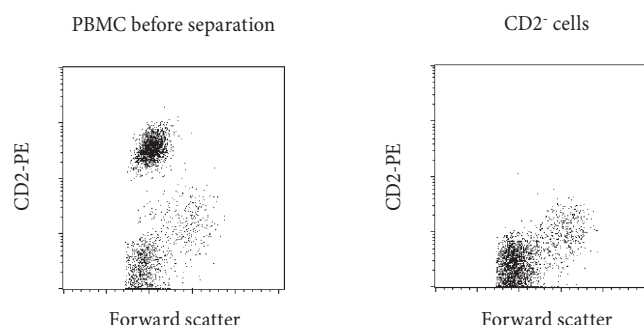 PBMC before separation
CD2-PE
Forward scatter
CD2⁻ cells
CD2-PE
Forward scatter